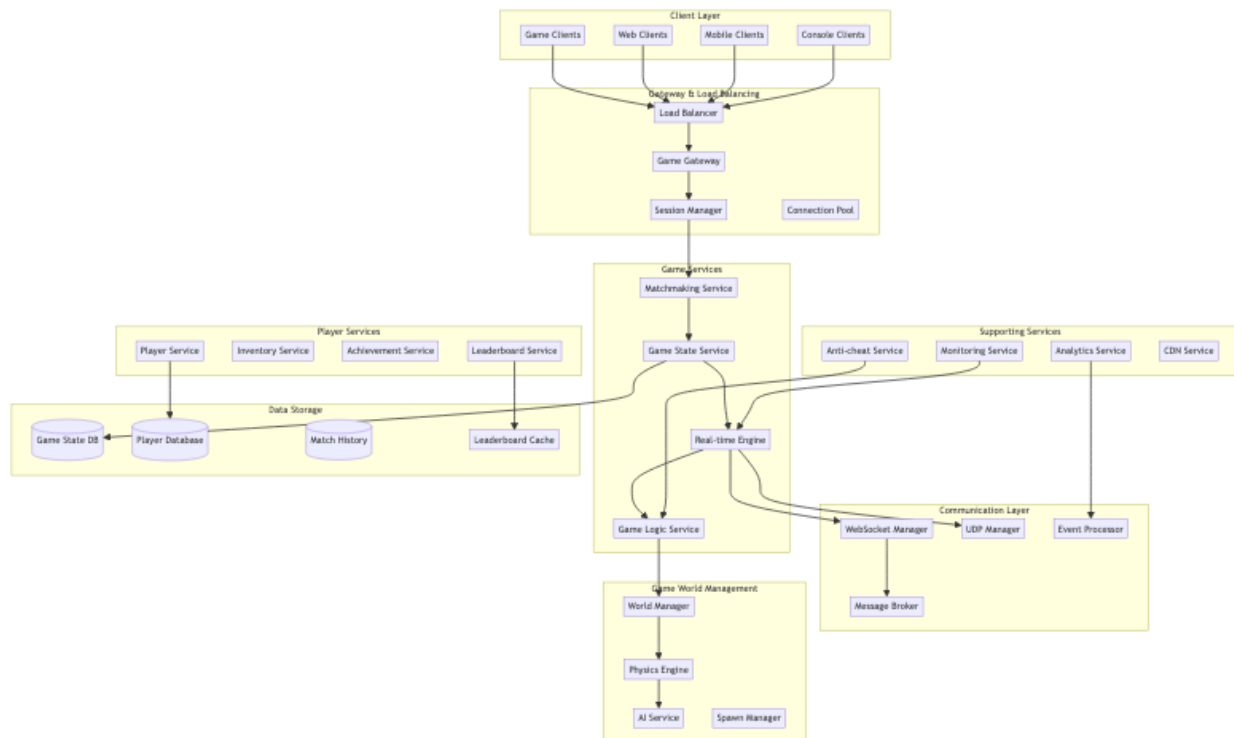 Client Layer
Game Clients
Web Clients
Mobile Clients
Console Clients
Gateway & Load Balancing
Load Balancer
Game Gateway
Session Manager
Connection Pool
Game Services
Matchmaking Service
Player Services
Supporting Services
Player Service
Inventory Service
Achievement Service
Leaderboard Service
Game State Service
Anti-cheat Service
Monitoring Service
Analytics Service
CDN Service
Data Storage
Game State DB
Player Database
Match History
Leaderboard Cache
Real-time Engine
Communication Layer
Game Logic Service
WebSocket Manager
UDP Manager
Event Processor
Game World Management
World Manager
Message Broker
Physics Engine
AI Service
Spawn Manager